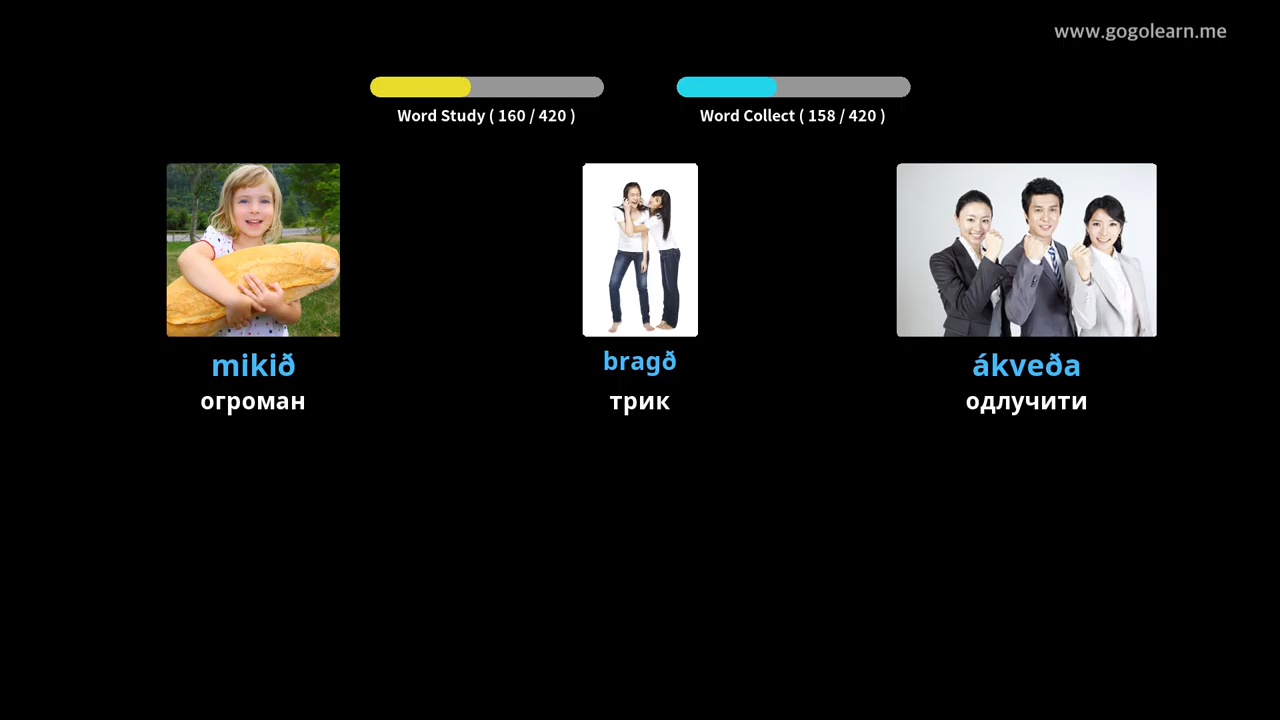 www.gogolearn.me
Word Study ( 160 / 420 )
Word Collect ( 158 / 420 )
mikið
огроман
bragð
трик
ákveða
одлучити